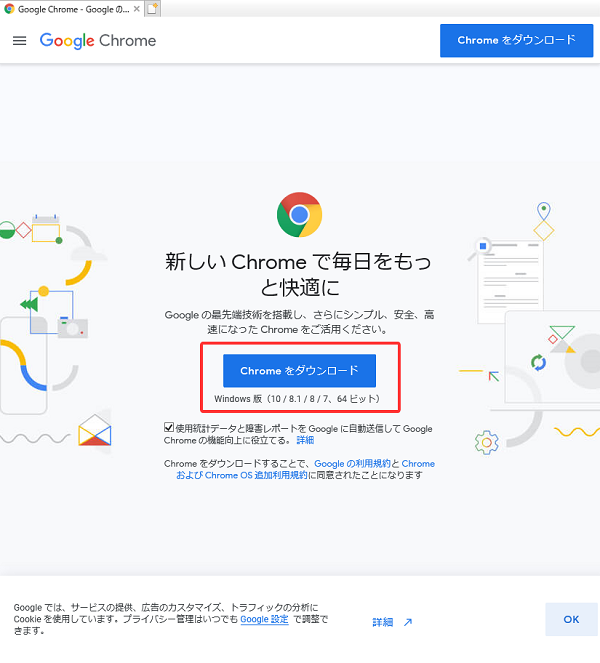 Google Chrome - Google の...
Google Chrome
Chrome をダウンロード
新しい Chrome で毎日をもっ
と快適に
Google の最先端技術を搭載し、さらにシンプル、安全、高
速になった Chrome をご活用ください。
Chrome をダウンロード
Windows 版（10 / 8.1 / 8 / 7、64 ビット）
使用統計データと障害レポートを Google に自動送信して Google
Chrome の機能向上に役立てる。 詳細
Chrome をダウンロードすることで、Google の利用規約と Chrome
および Chrome OS 追加利用規約に同意されたことになります
Google では、サービスの提供、広告のカスタマイズ、トラフィックの分析に
Cookie を使用しています。プライバシー管理はいつでも Google 設定 で調整で
きます。
詳細
OK